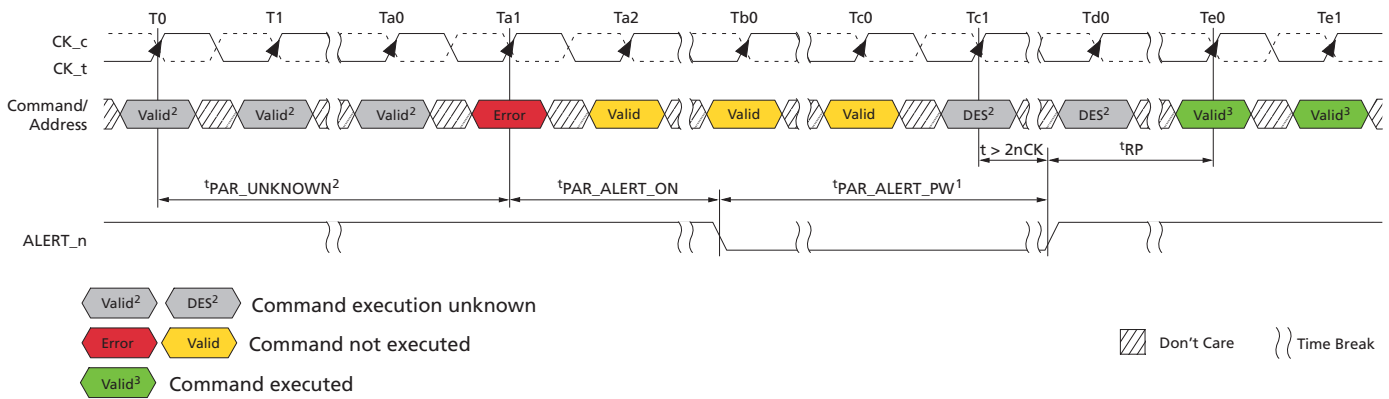 T0 T1 Ta0 Ta1 Ta2 Tb0 Tc0 Tc1 Td0 Te0 Te1
CK_c
CK_t
Command/
Address
Valid² Valid² Valid² Error Valid Valid Valid DES² DES² Valid³ Valid³
t > 2nCK tRP
tPAR_UNKNOWN² tPAR_ALERT_ON tPAR_ALERT_PW¹
ALERT_n
Valid² DES² Command execution unknown
Error Valid Command not executed
Don't Care Time Break
Valid³ Command executed